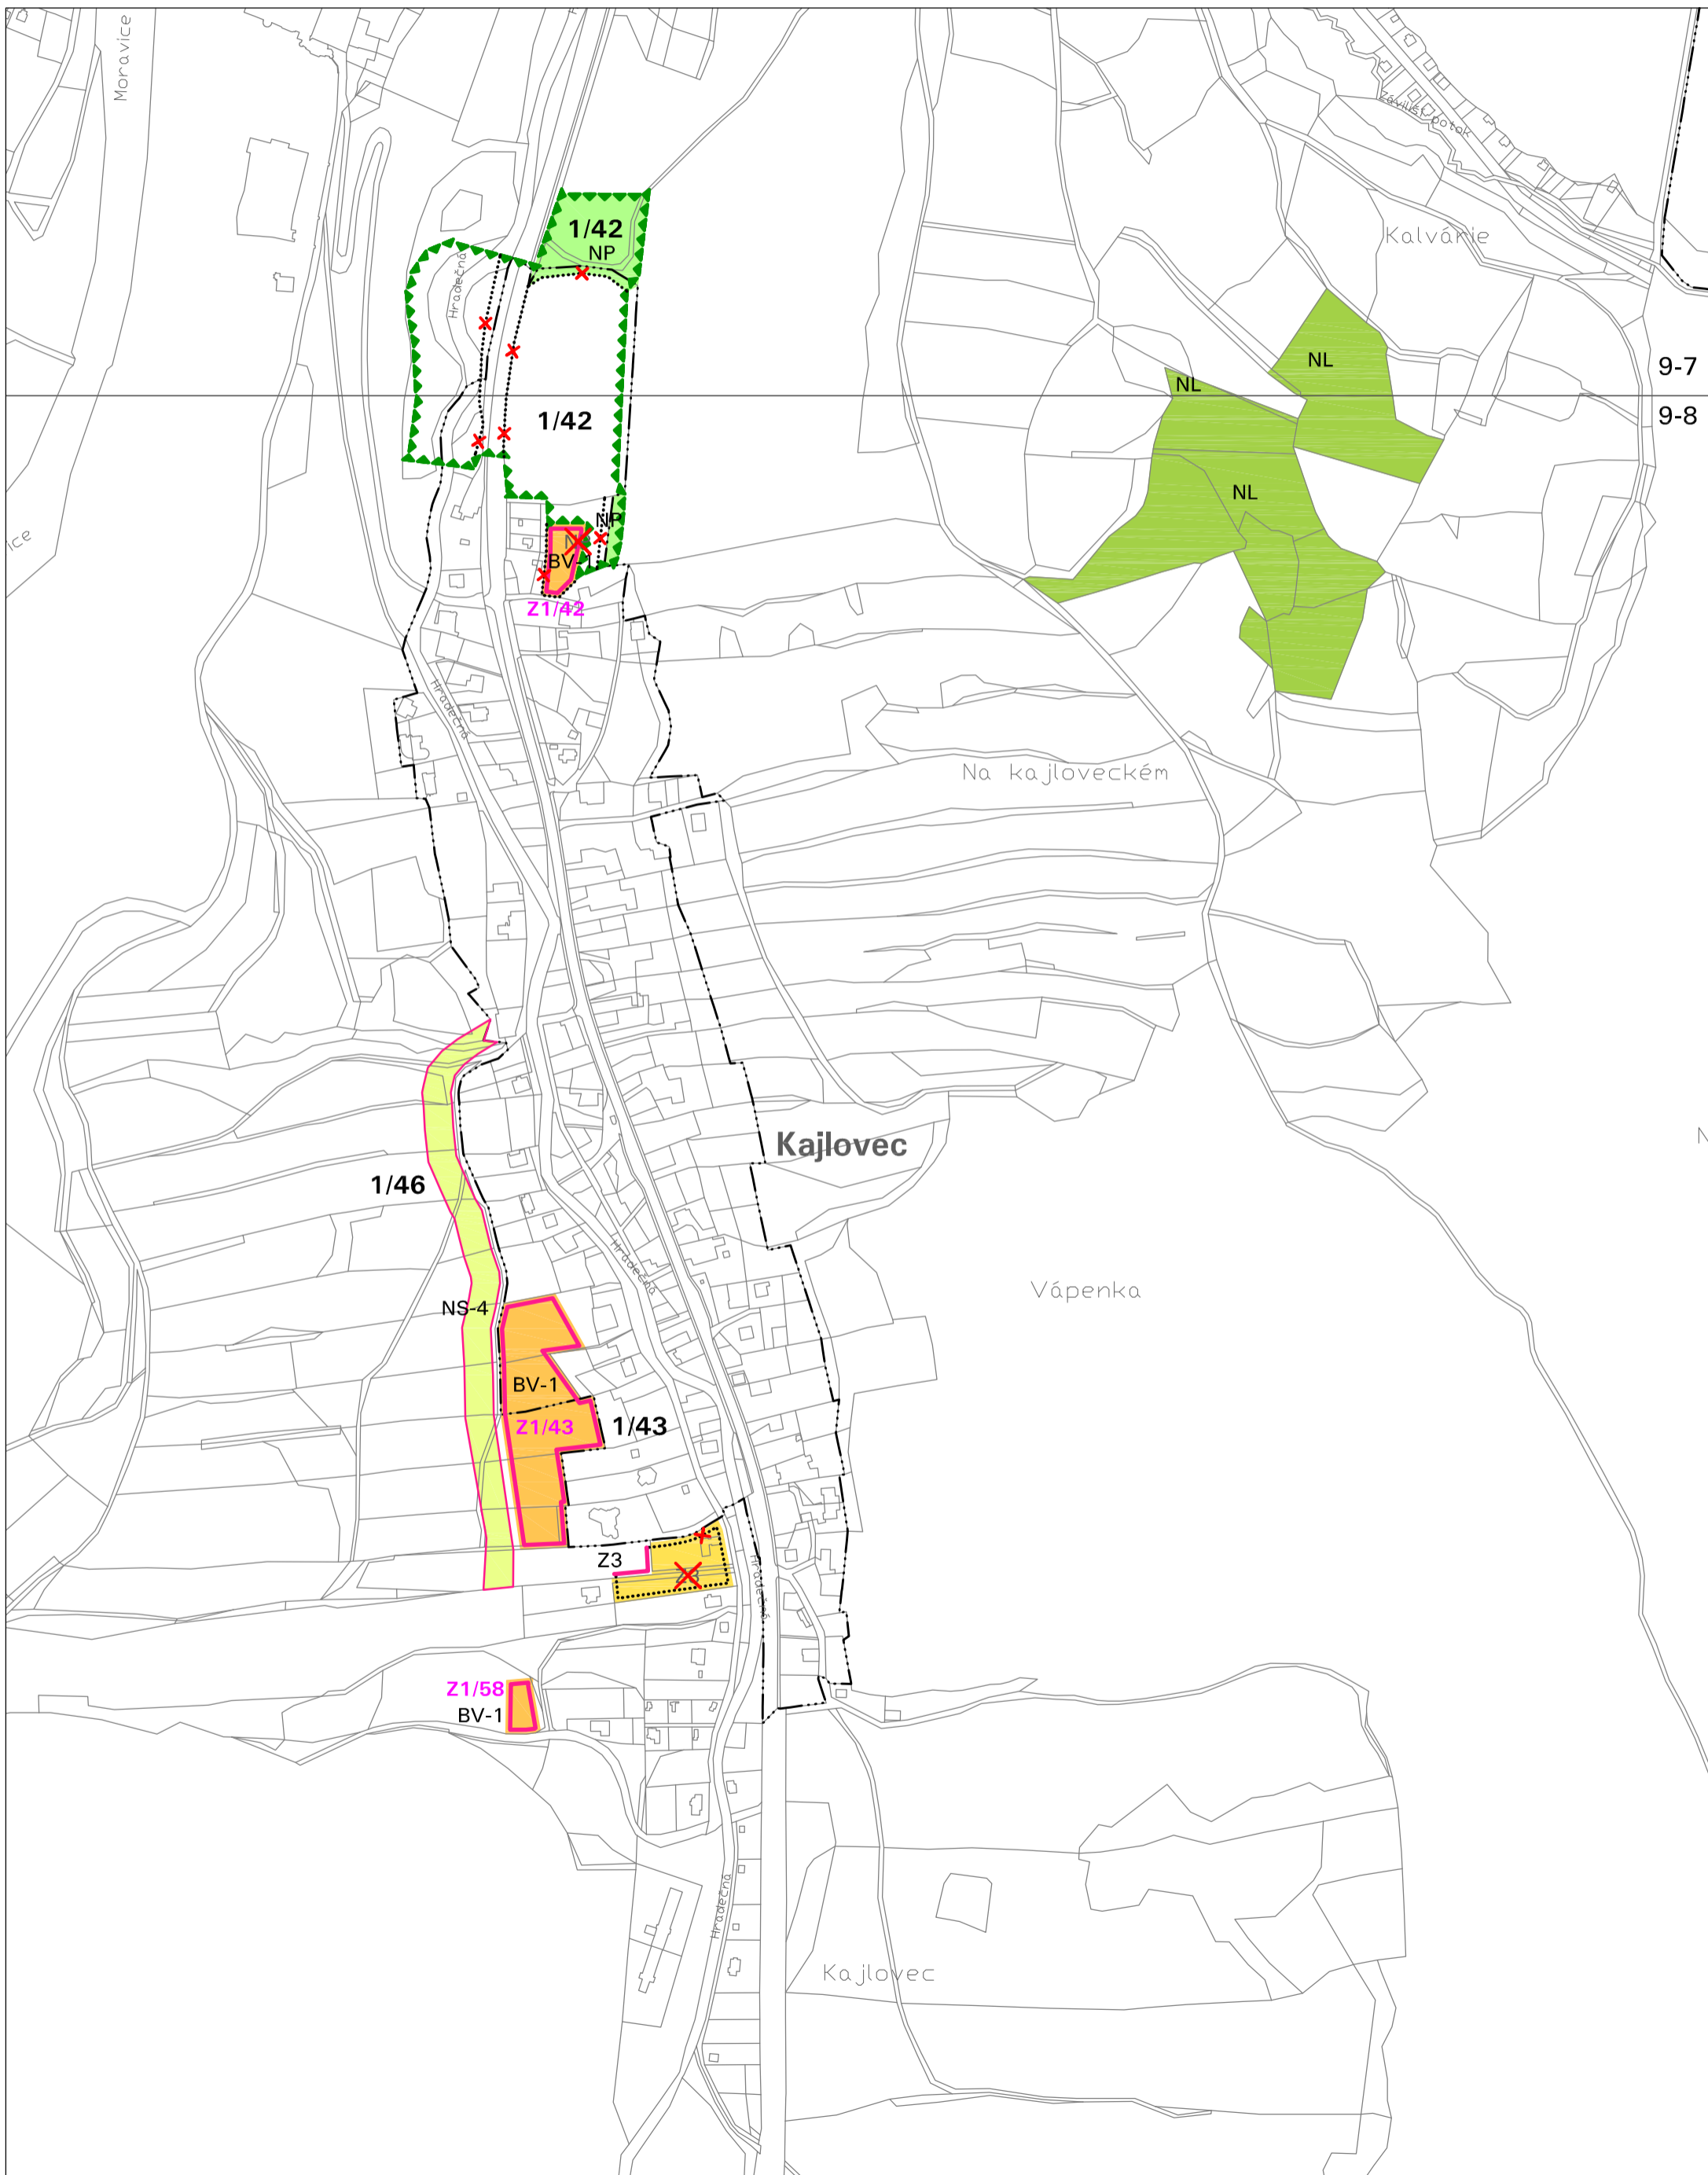 Moravice
Závilišť potok
1/42
NP
Kalvárie
Hradečná
NL
9-7
NL
9-8
1/42
NL
NP
BV-1
Z1/42
Hradečná
Na kajloveckém
Kajlovec
1/46
Hradečná
Vápenka
NS-4
BV-1
Z1/43
1/43
Z3
Hradečná
Z1/58
BV-1
Hradečná
Kajlovec